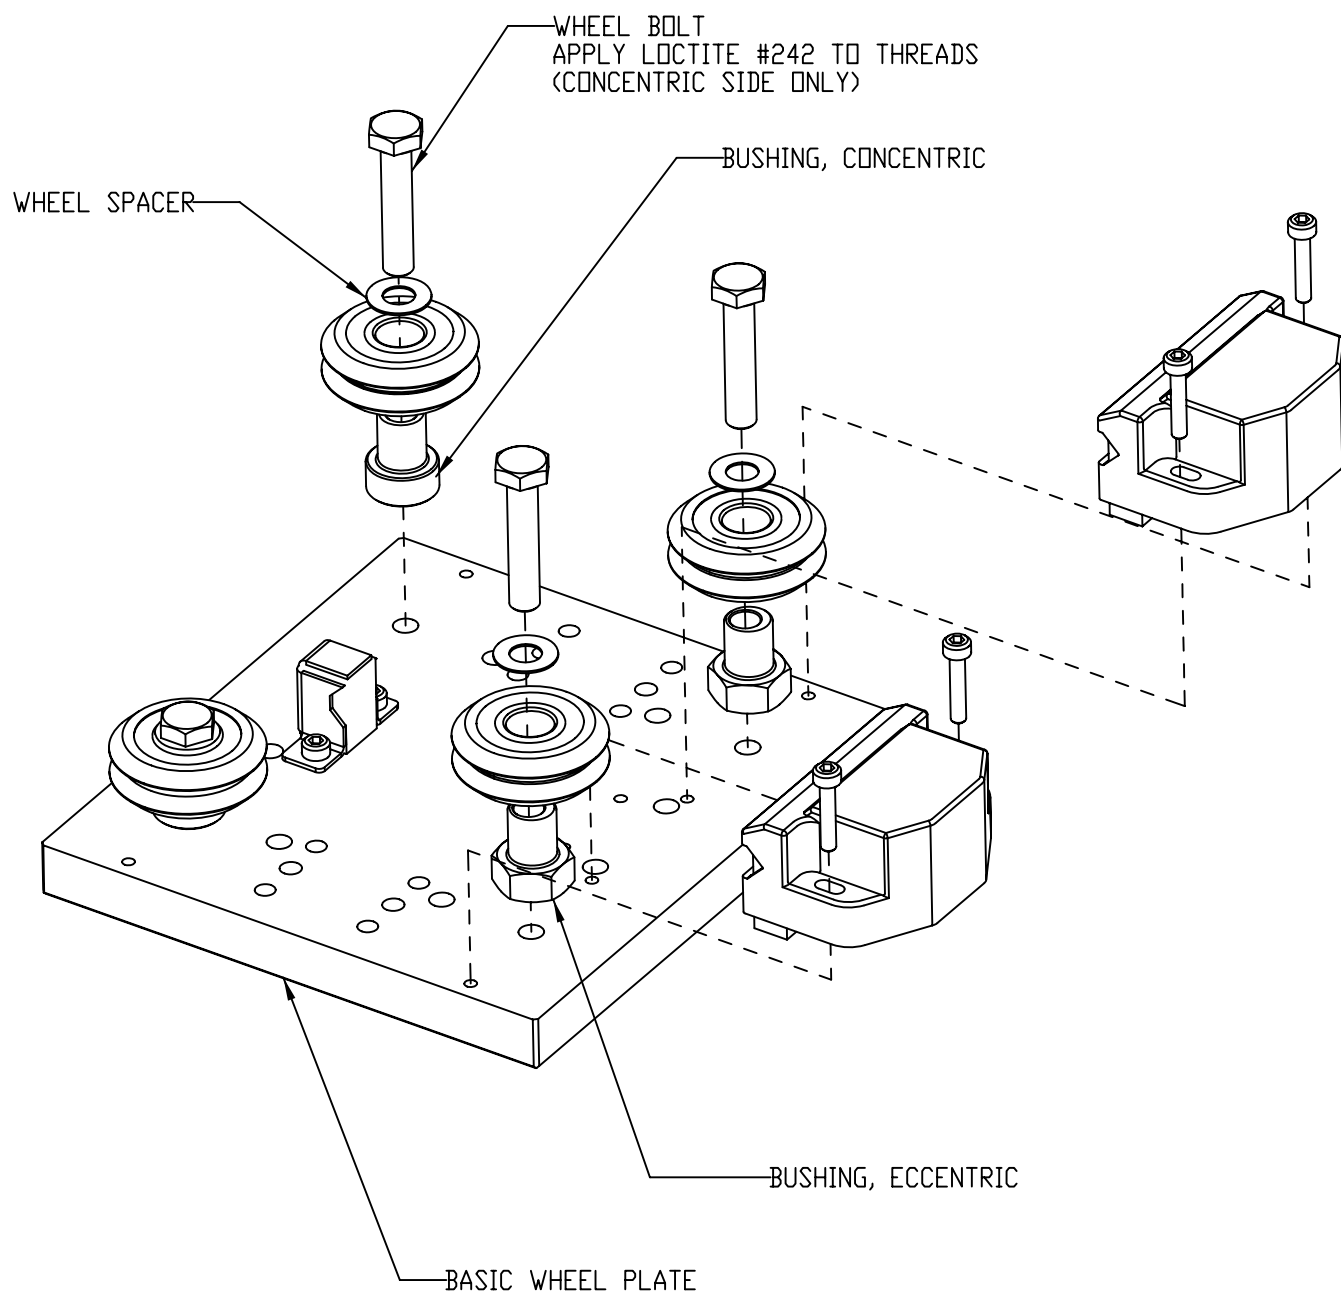 WHEEL BOLT
APPLY LOCTITE #242 TO THREADS
(CONCENTRIC SIDE ONLY)
BUSHING, CONCENTRIC
WHEEL SPACER
BUSHING, ECCENTRIC
BASIC WHEEL PLATE